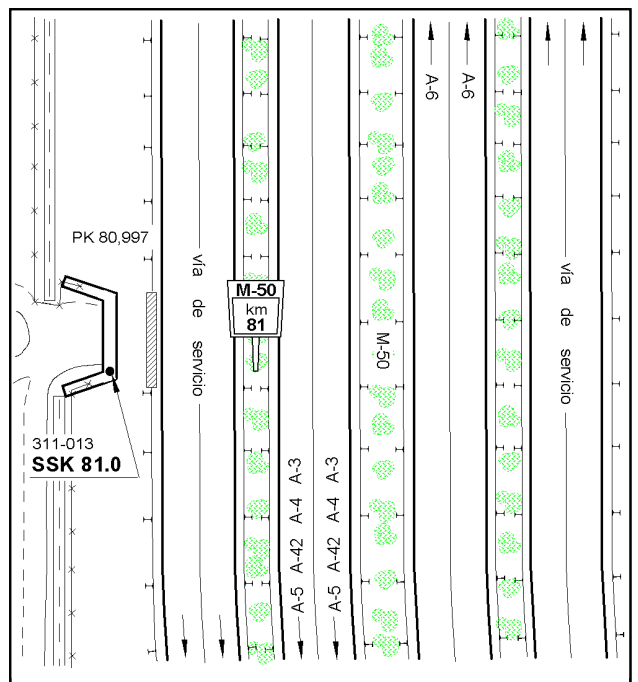 A-6
A-6
PK 80,997
vía de servicio
M-50
km
81
M-50
vía de servicio
311-013
SSK 81.0
A-5 A-42 A-4 A-3
A-5 A-42 A-4 A-3